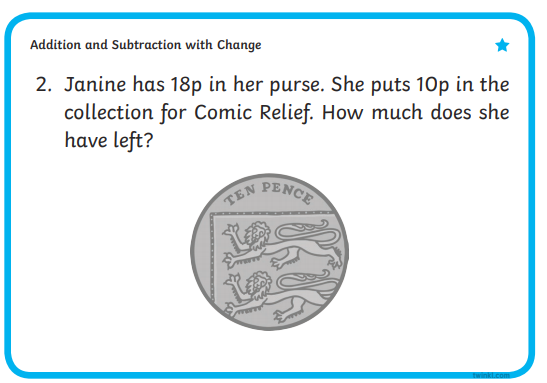 Addition and Subtraction with Change
2. Janine has 18p in her purse. She puts 10p in the
collection for Comic Relief. How much does she
have left?
TEN PENCE
twinkl.com